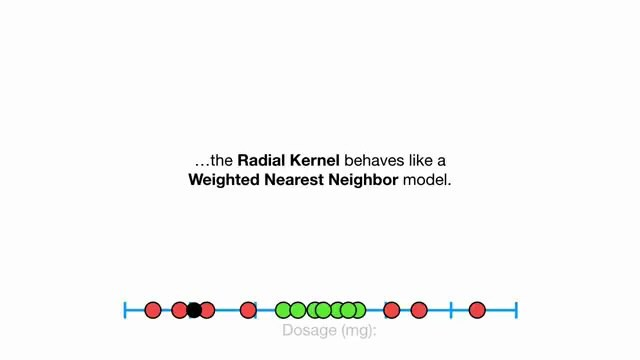 …the Radial Kernel behaves like a
Weighted Nearest Neighbor model.
Dosage (mg):